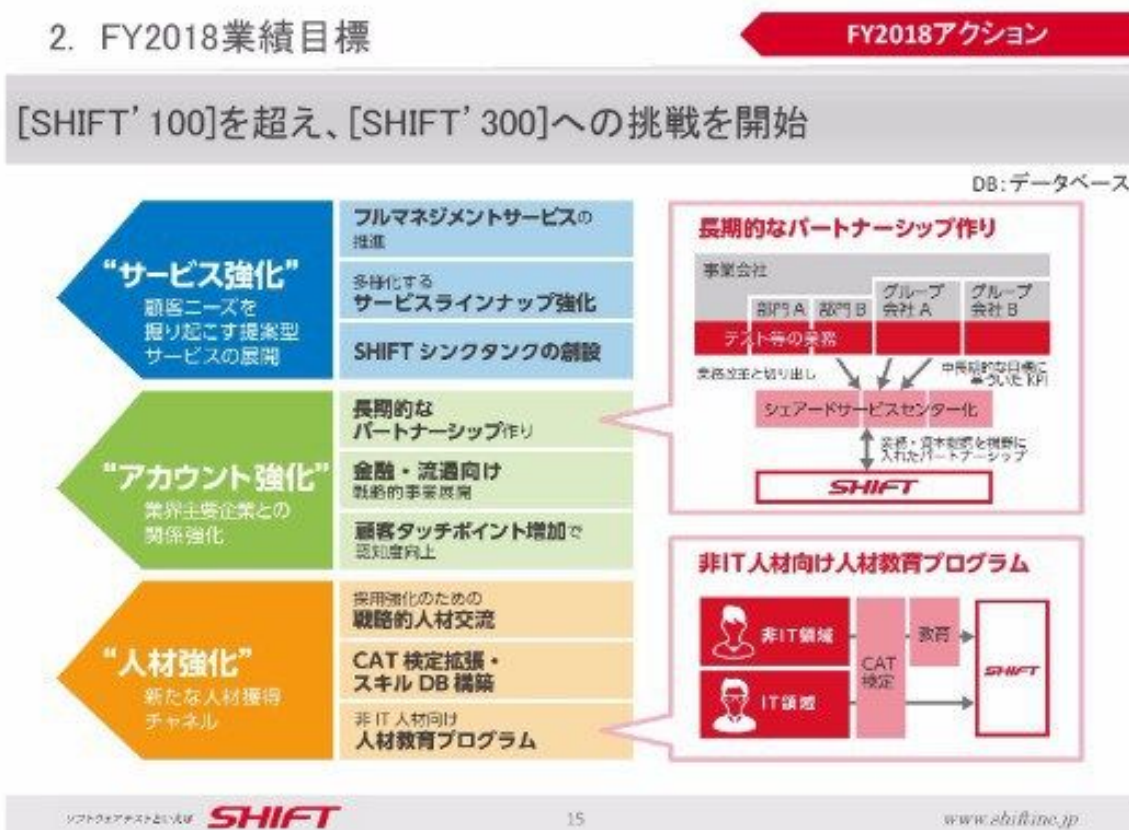 2. FY2018業績目標
FY2018アクション
[SHIFT'100]を超え、[SHIFT'300]への挑戦を開始
DB:データベース
“サービス強化”
顧客ニーズを
掘り起こす提案型
サービスの展開
フルマネジメントサービスの
推進
多様化する
サービスラインナップ強化
SHIFT シンクタンクの創設
“アカウント強化”
業界主要企業との
関係強化
長期的な
パートナーシップ作り
金融・流通向け
戦略的事業展開
顧客タッチポイント増加で
認知度向上
“人材強化”
新たな人材獲得
チャネル
採用強化のための
戦略的人材交流
CAT 検定拡張・
スキル DB 構築
非 IT 人材向け
人材教育プログラム
長期的なパートナーシップ作り
事業会社
部門 A
部門 B
グループ
会社 A
グループ
会社 B
テスト等の業務
業務改革と切り出し
中長期的な目標に
基づいた KPI
シェアードサービスセンター化
業務・資本提携を視野に
入れたパートナーシップ
SHIFT
非IT人材向け人材教育プログラム
非IT領域
IT領域
CAT
検定
教育
SHIFT
ソフトウェアテストといえば SHIFT
15
www.shiftinc.jp